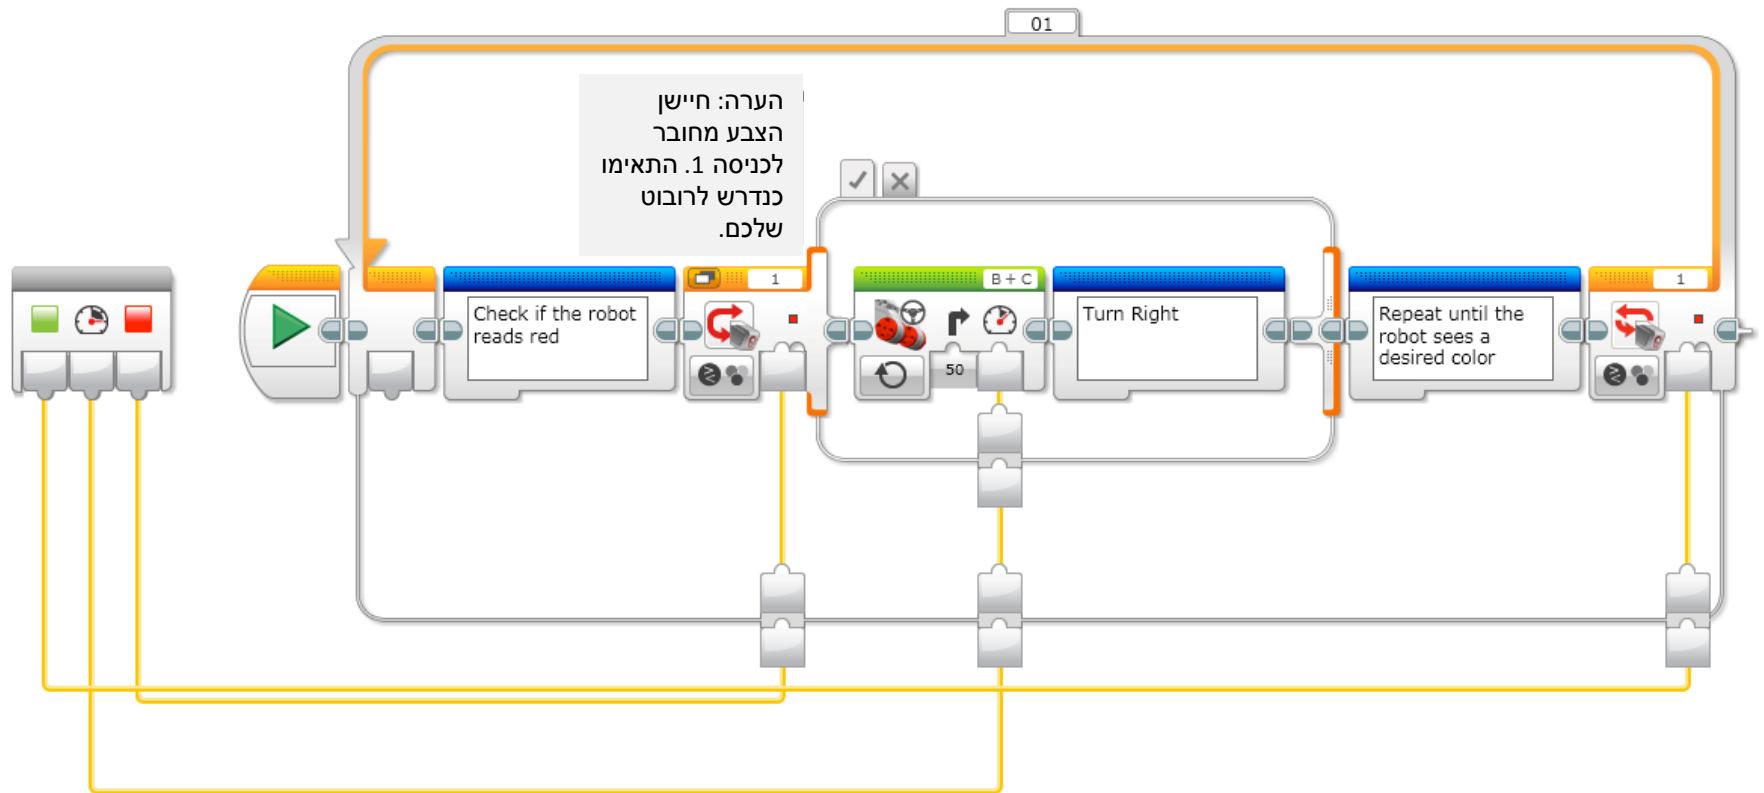 01
הערה: חיישן
הצבע מחובר
לכניסה 1. התאימו
כנדרש לרובוט
שלכם.
Check if the robot
reads red
1
B + C
50
Turn Right
Repeat until the
robot sees a
desired color
1